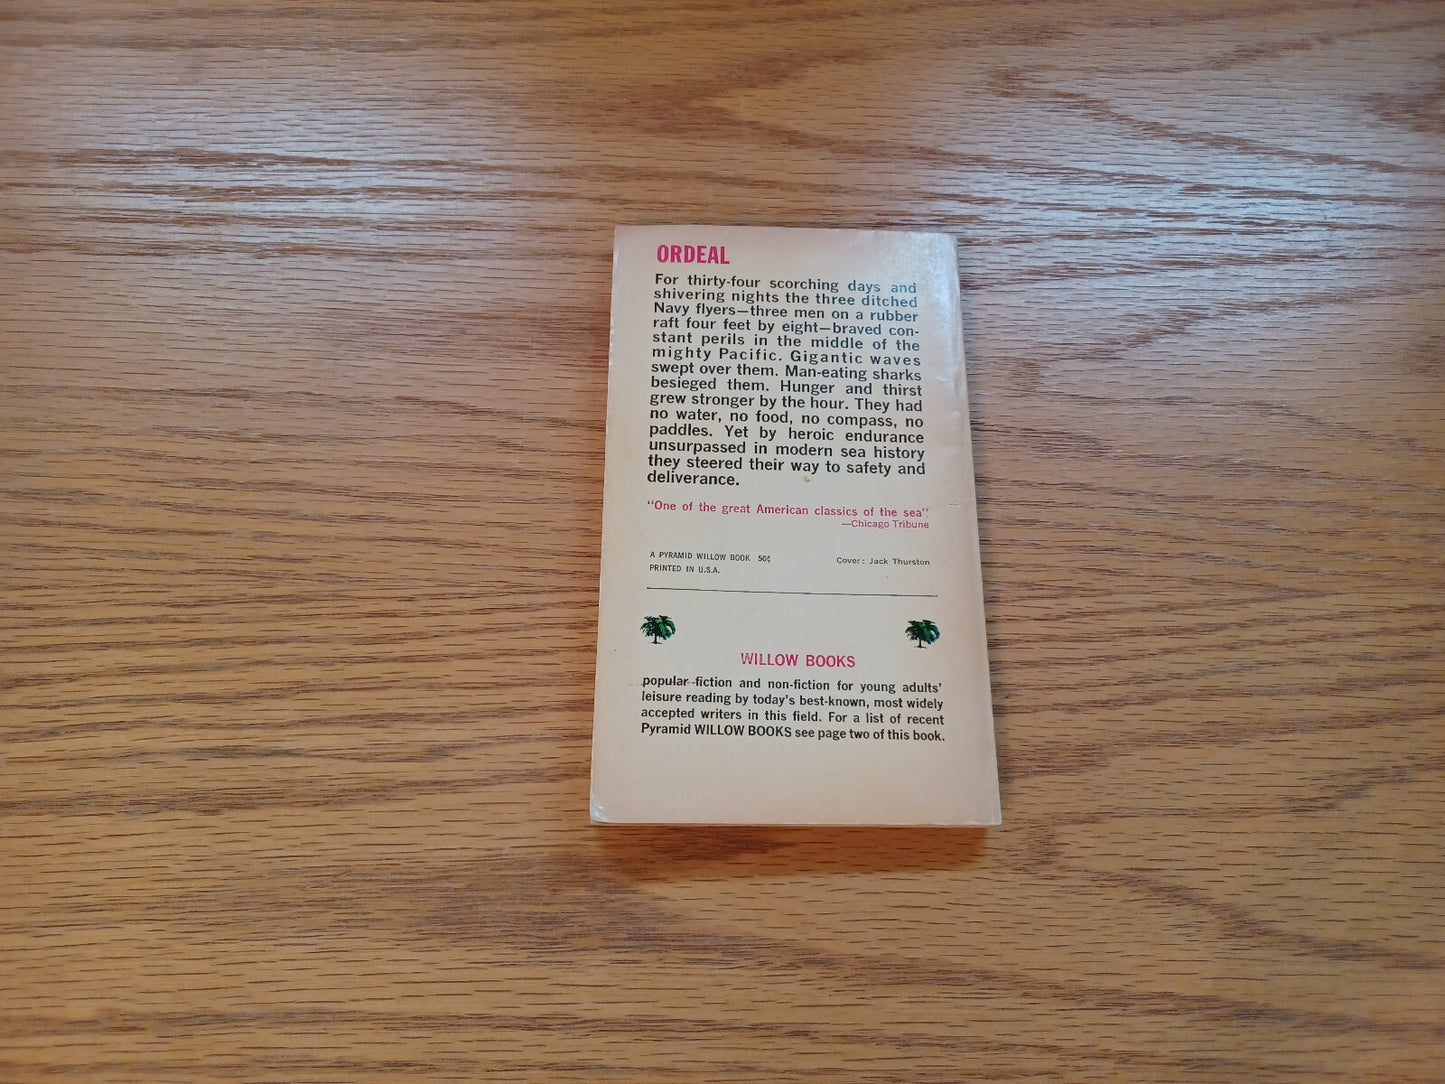 ORDEAL
For thirty-four scorching days and
shivering nights the three ditched
Navy flyers—three men on a rubber
raft four feet by eight—braved con-
stant perils in the middle of the
mighty Pacific. Gigantic waves
swept over them. Man-eating sharks
besieged them. Hunger and thirst
grew stronger by the hour. They had
no water, no food, no compass, no
paddles. Yet by heroic endurance
unsurpassed in modern sea history
they steered their way to safety and
deliverance.
"One of the great American classics of the sea"
—Chicago Tribune
A PYRAMID WILLOW BOOK 50¢
PRINTED IN U.S.A.
Cover: Jack Thurston
WILLOW BOOKS
popular fiction and non-fiction for young adults'
leisure reading by today's best-known, most widely
accepted writers in this field. For a list of recent
Pyramid WILLOW BOOKS see page two of this book.